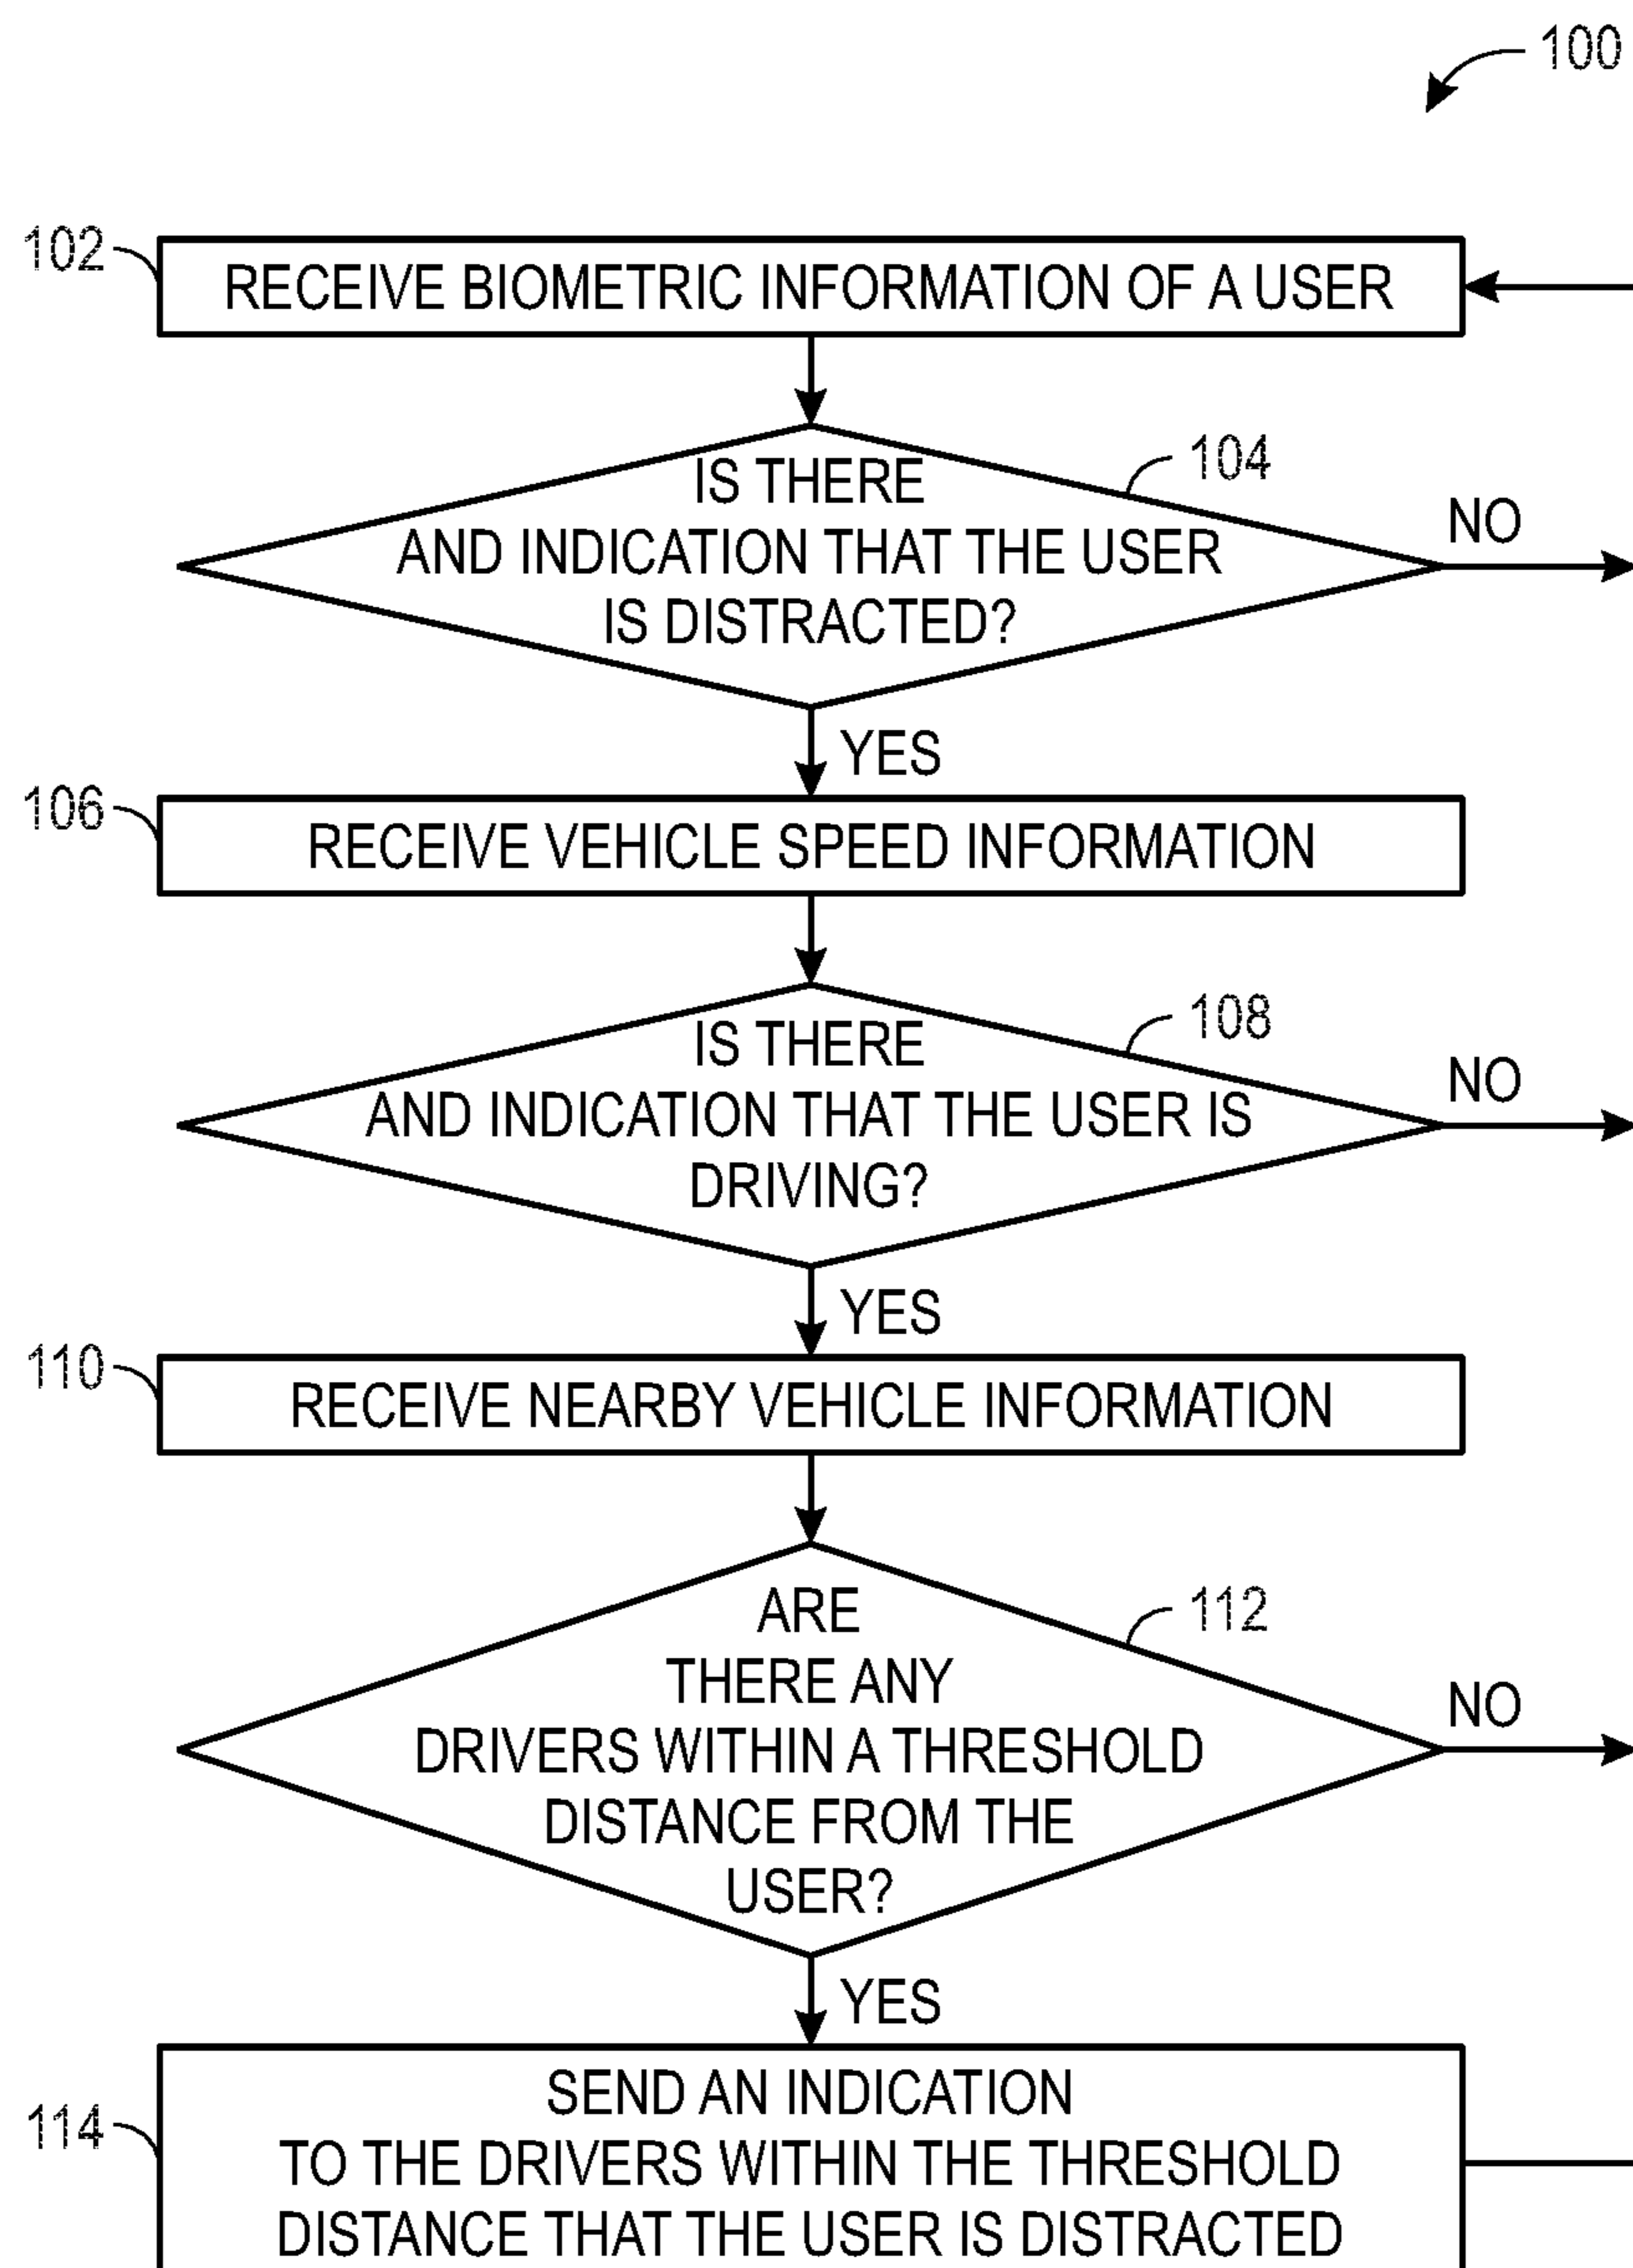 100
102
RECEIVE BIOMETRIC INFORMATION OF A USER
104
IS THERE
AND INDICATION THAT THE USER
IS DISTRACTED?
NO
YES
106
RECEIVE VEHICLE SPEED INFORMATION
108
IS THERE
AND INDICATION THAT THE USER IS
DRIVING?
NO
YES
110
RECEIVE NEARBY VEHICLE INFORMATION
112
ARE
THERE ANY
DRIVERS WITHIN A THRESHOLD
DISTANCE FROM THE
USER?
NO
YES
114
SEND AN INDICATION
TO THE DRIVERS WITHIN THE THRESHOLD
DISTANCE THAT THE USER IS DISTRACTED